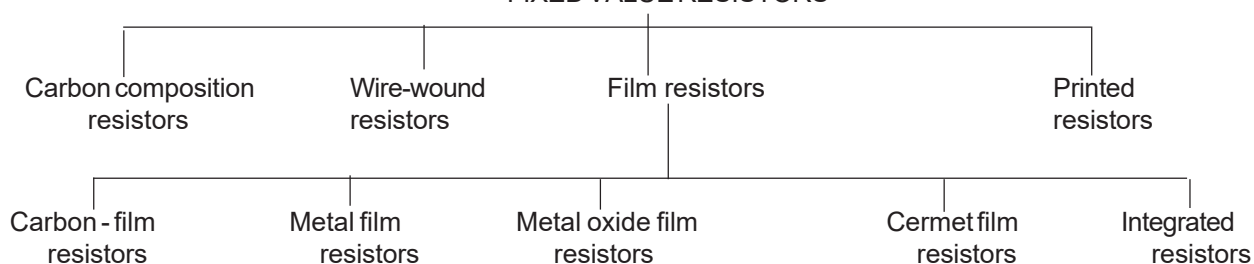 FIXED VALUE RESISTORS
Carbon composition resistors
Wire-wound resistors
Film resistors
Printed resistors
Carbon - film resistors
Metal film resistors
Metal oxide film resistors
Cermet film resistors
Integrated resistors